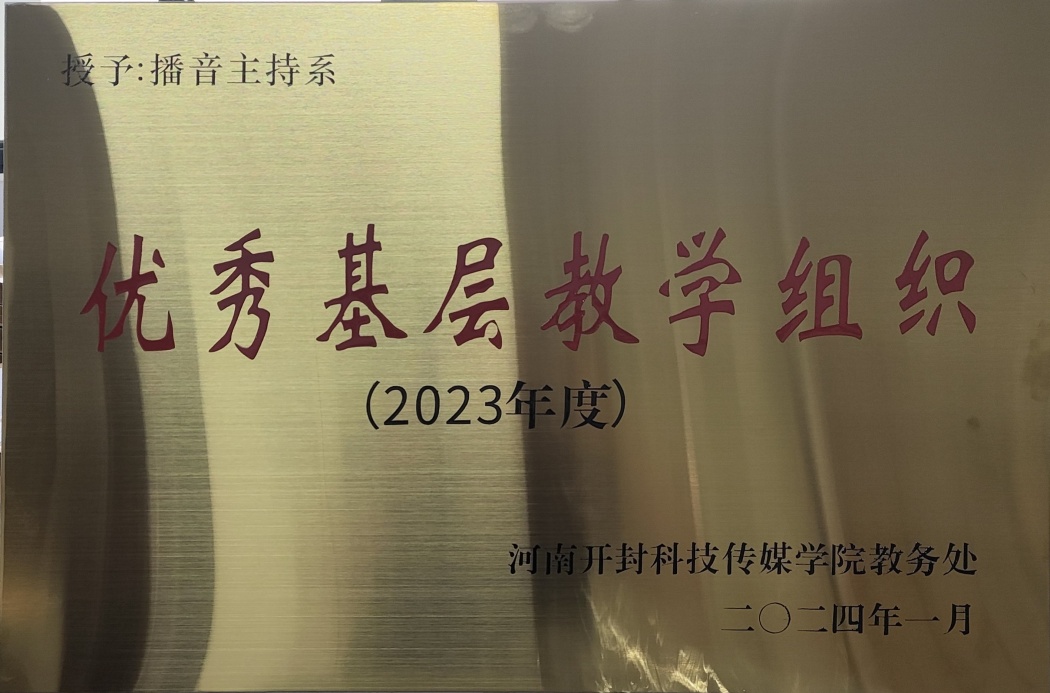 授予:播音主持系
优秀基层教学组织
(2023年度)
河南开封科技传媒学院教务处
二〇二四年一月